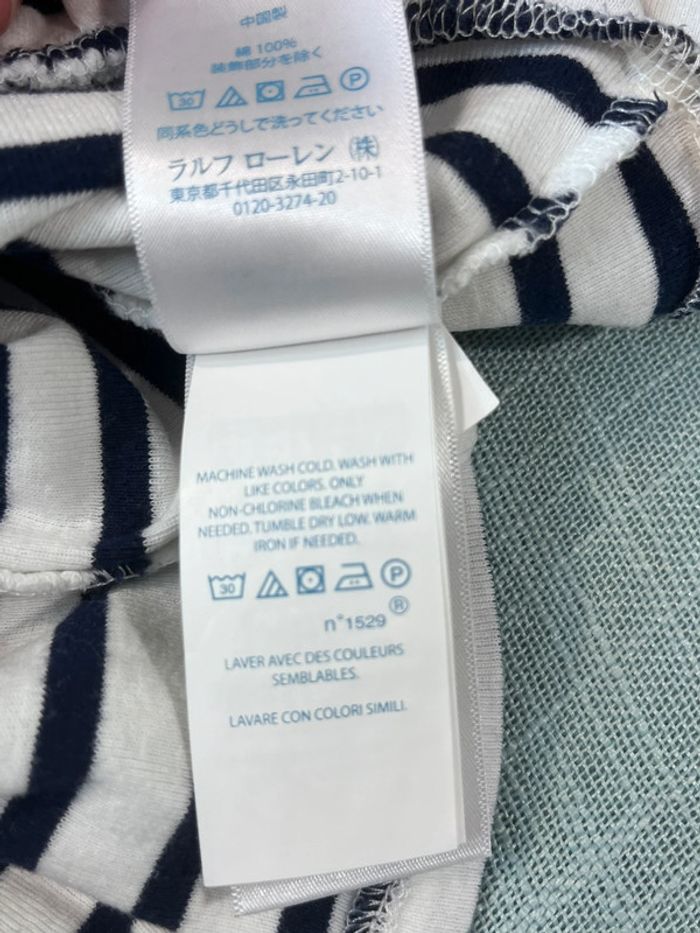 中国製
綿 100%
装飾部分を除く
30 P
同系色どうしで洗ってください
ラルフ ローレン (株)
東京都千代田区永田町2-10-1
0120-3274-20
MACHINE WASH COLD. WASH WITH
LIKE COLORS. ONLY
NON-CHLORINE BLEACH WHEN
NEEDED. TUMBLE DRY LOW. WARM
IRON IF NEEDED.
30 P
n°1529 ®
LAVER AVEC DES COULEURS
SEMBLABLES.
LAVARE CON COLORI SIMILI.